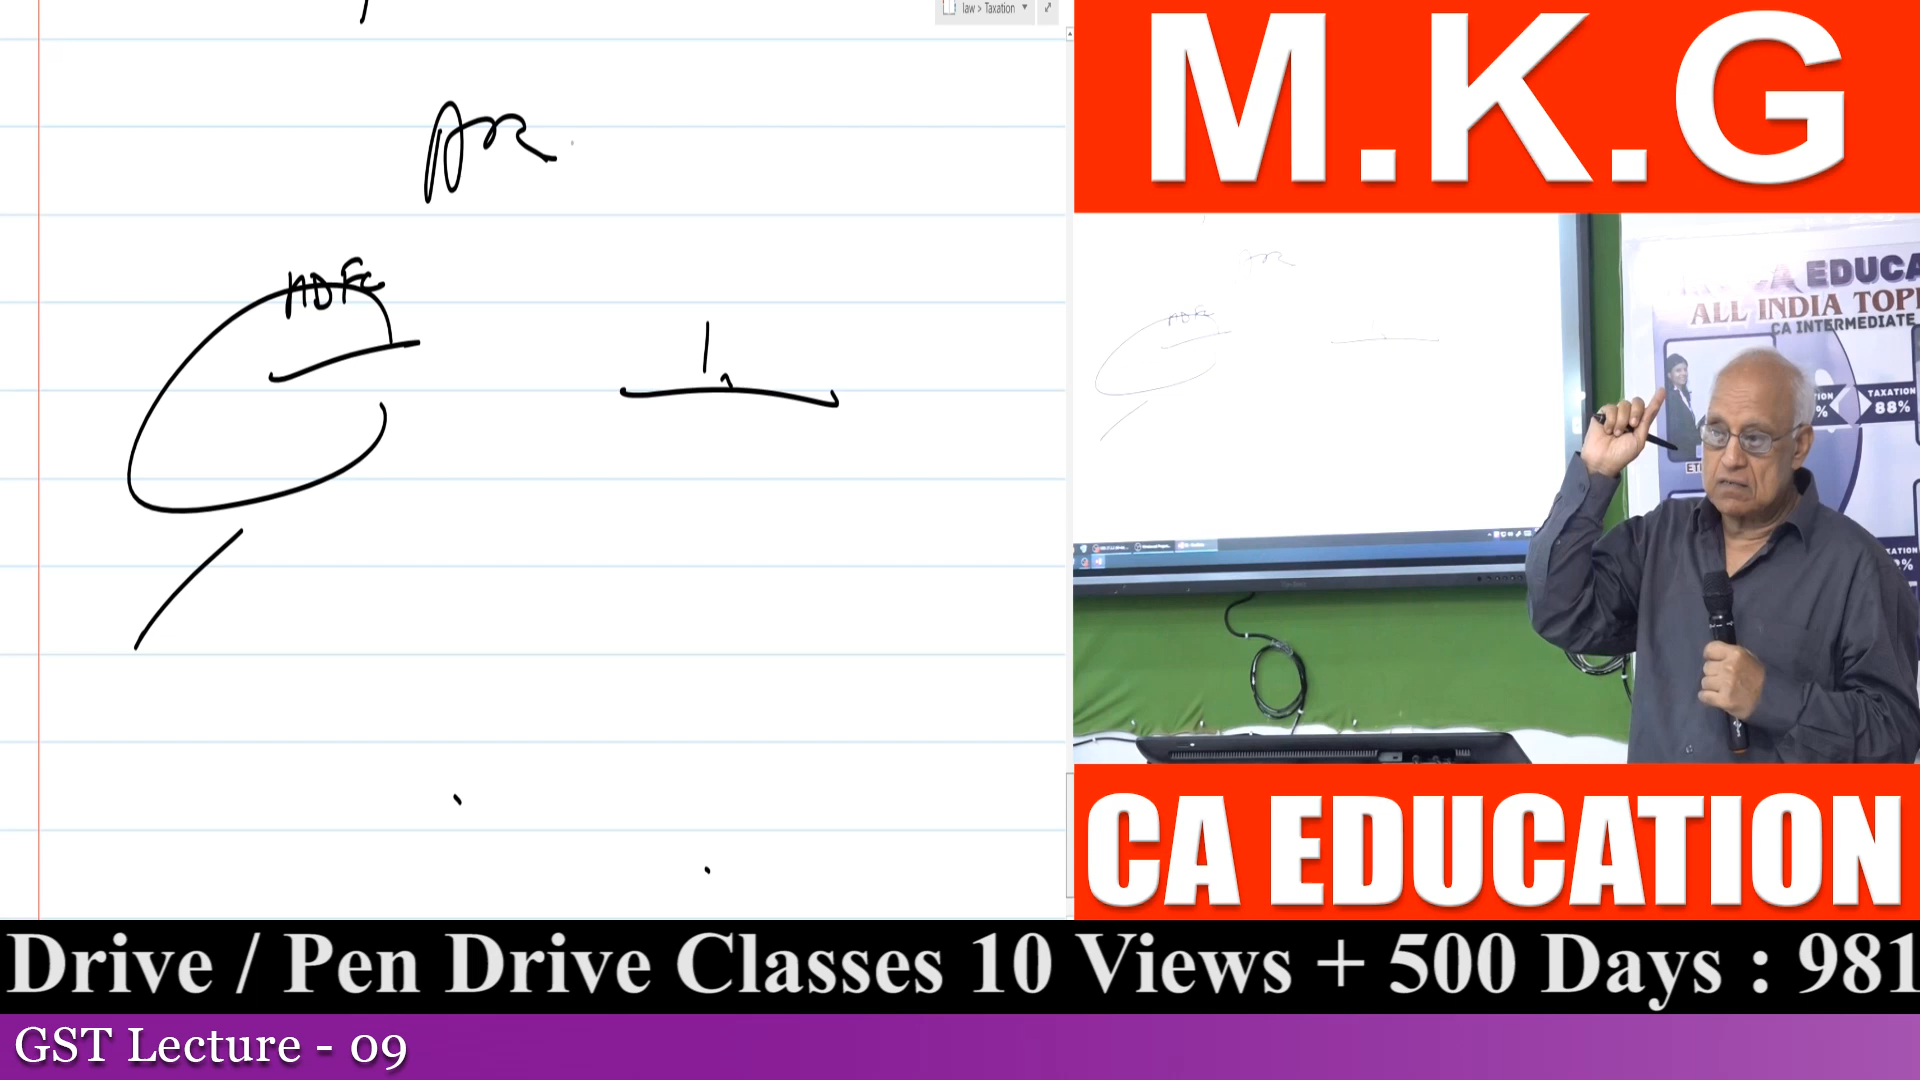 law > Taxation
HDFC
M.K.G
EDUCA
ALL INDIA TOP
CA INTERMEDIATE
TAXATION
88%
CA EDUCATION
Drive / Pen Drive Classes 10 Views + 500 Days : 981
GST Lecture - 09